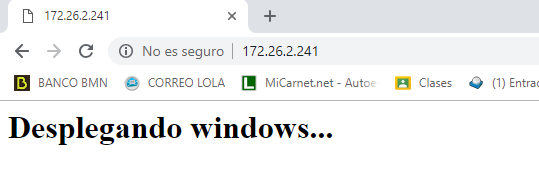 172.26.2.241
No es seguro 172.26.2.241
BANCO BMN CORREO LOLA MiCarnet.net - Autoe Clases (1) Entrad
Desplegando windows...